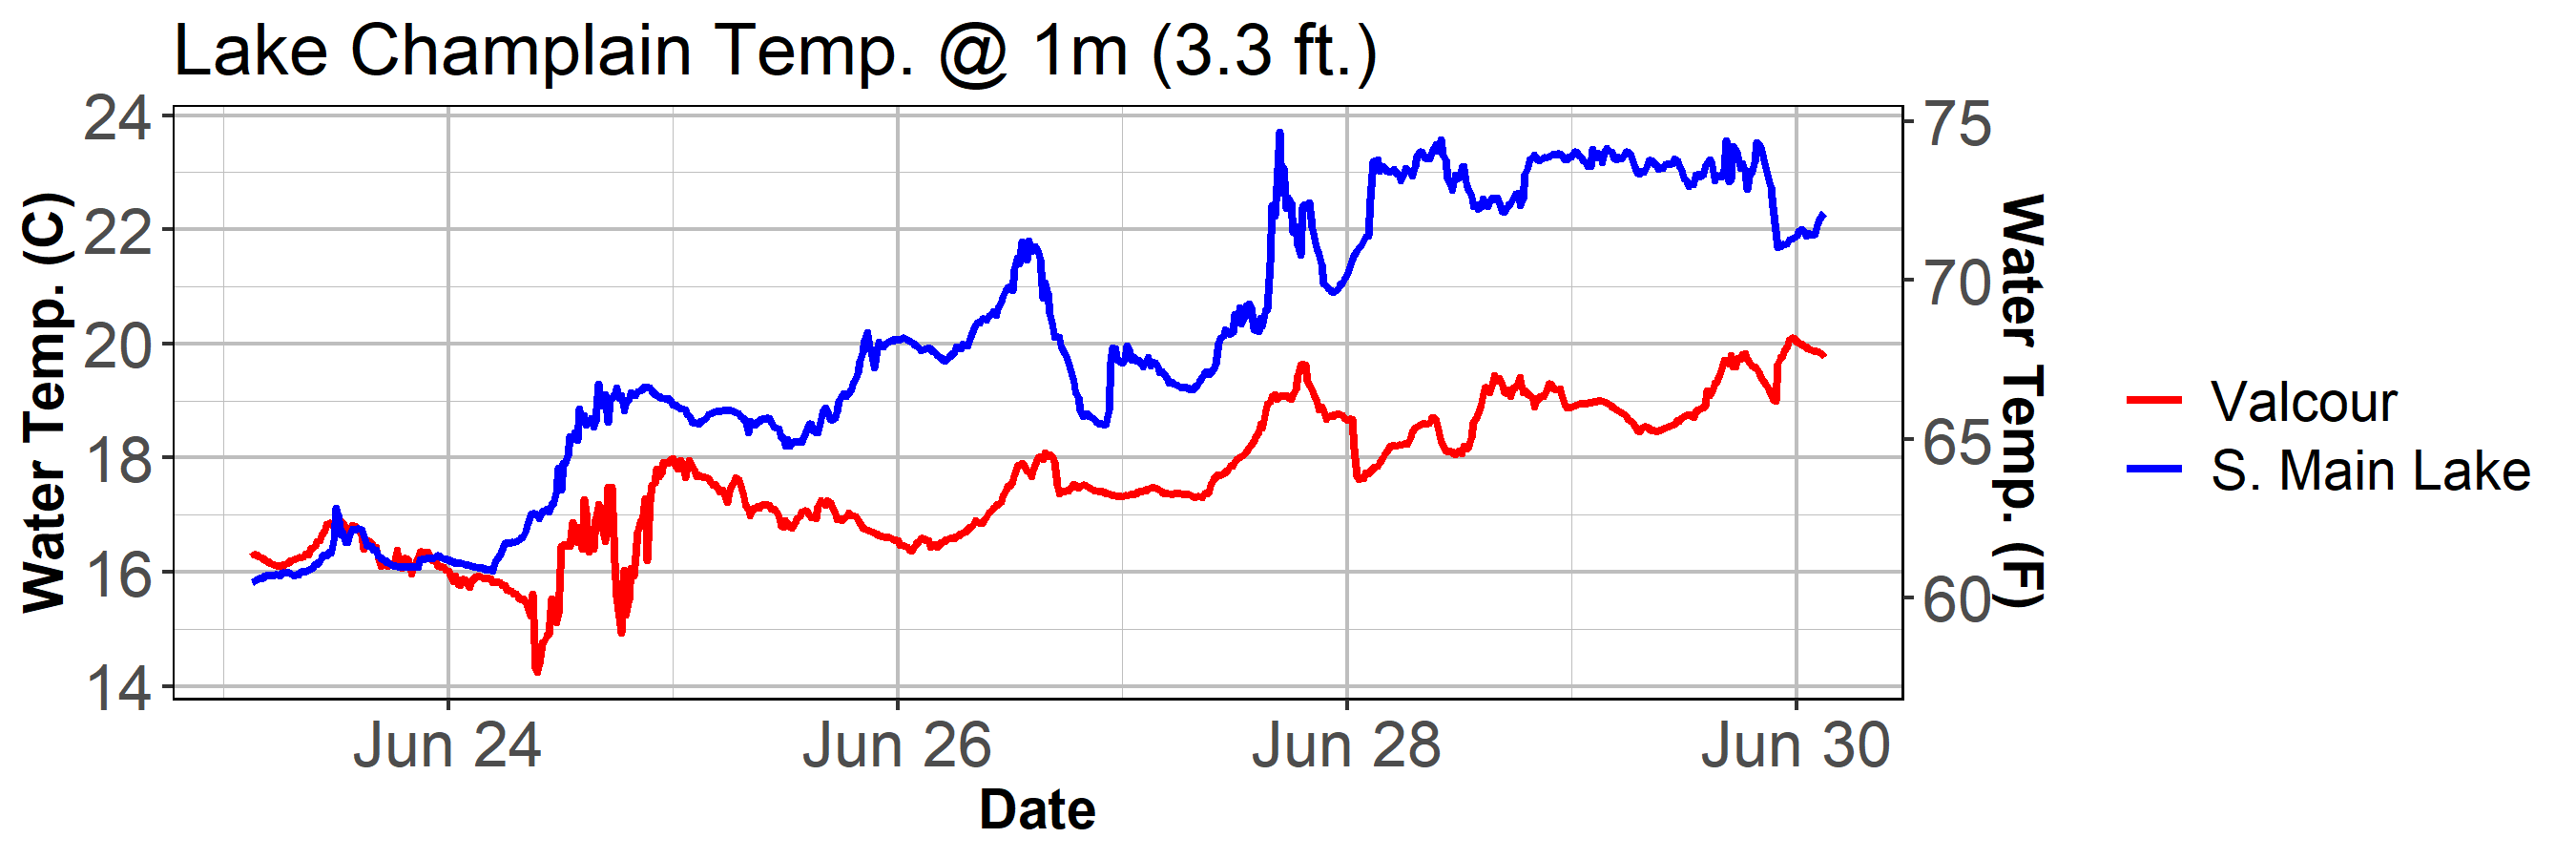 Lake Champlain Temp. @ 1m (3.3 ft.)
24
22
20
18
16
14
Water Temp. (C)
75
70
65
60
Water Temp. (F)
Jun 24
Jun 26
Jun 28
Jun 30
Date
Valcour
S. Main Lake